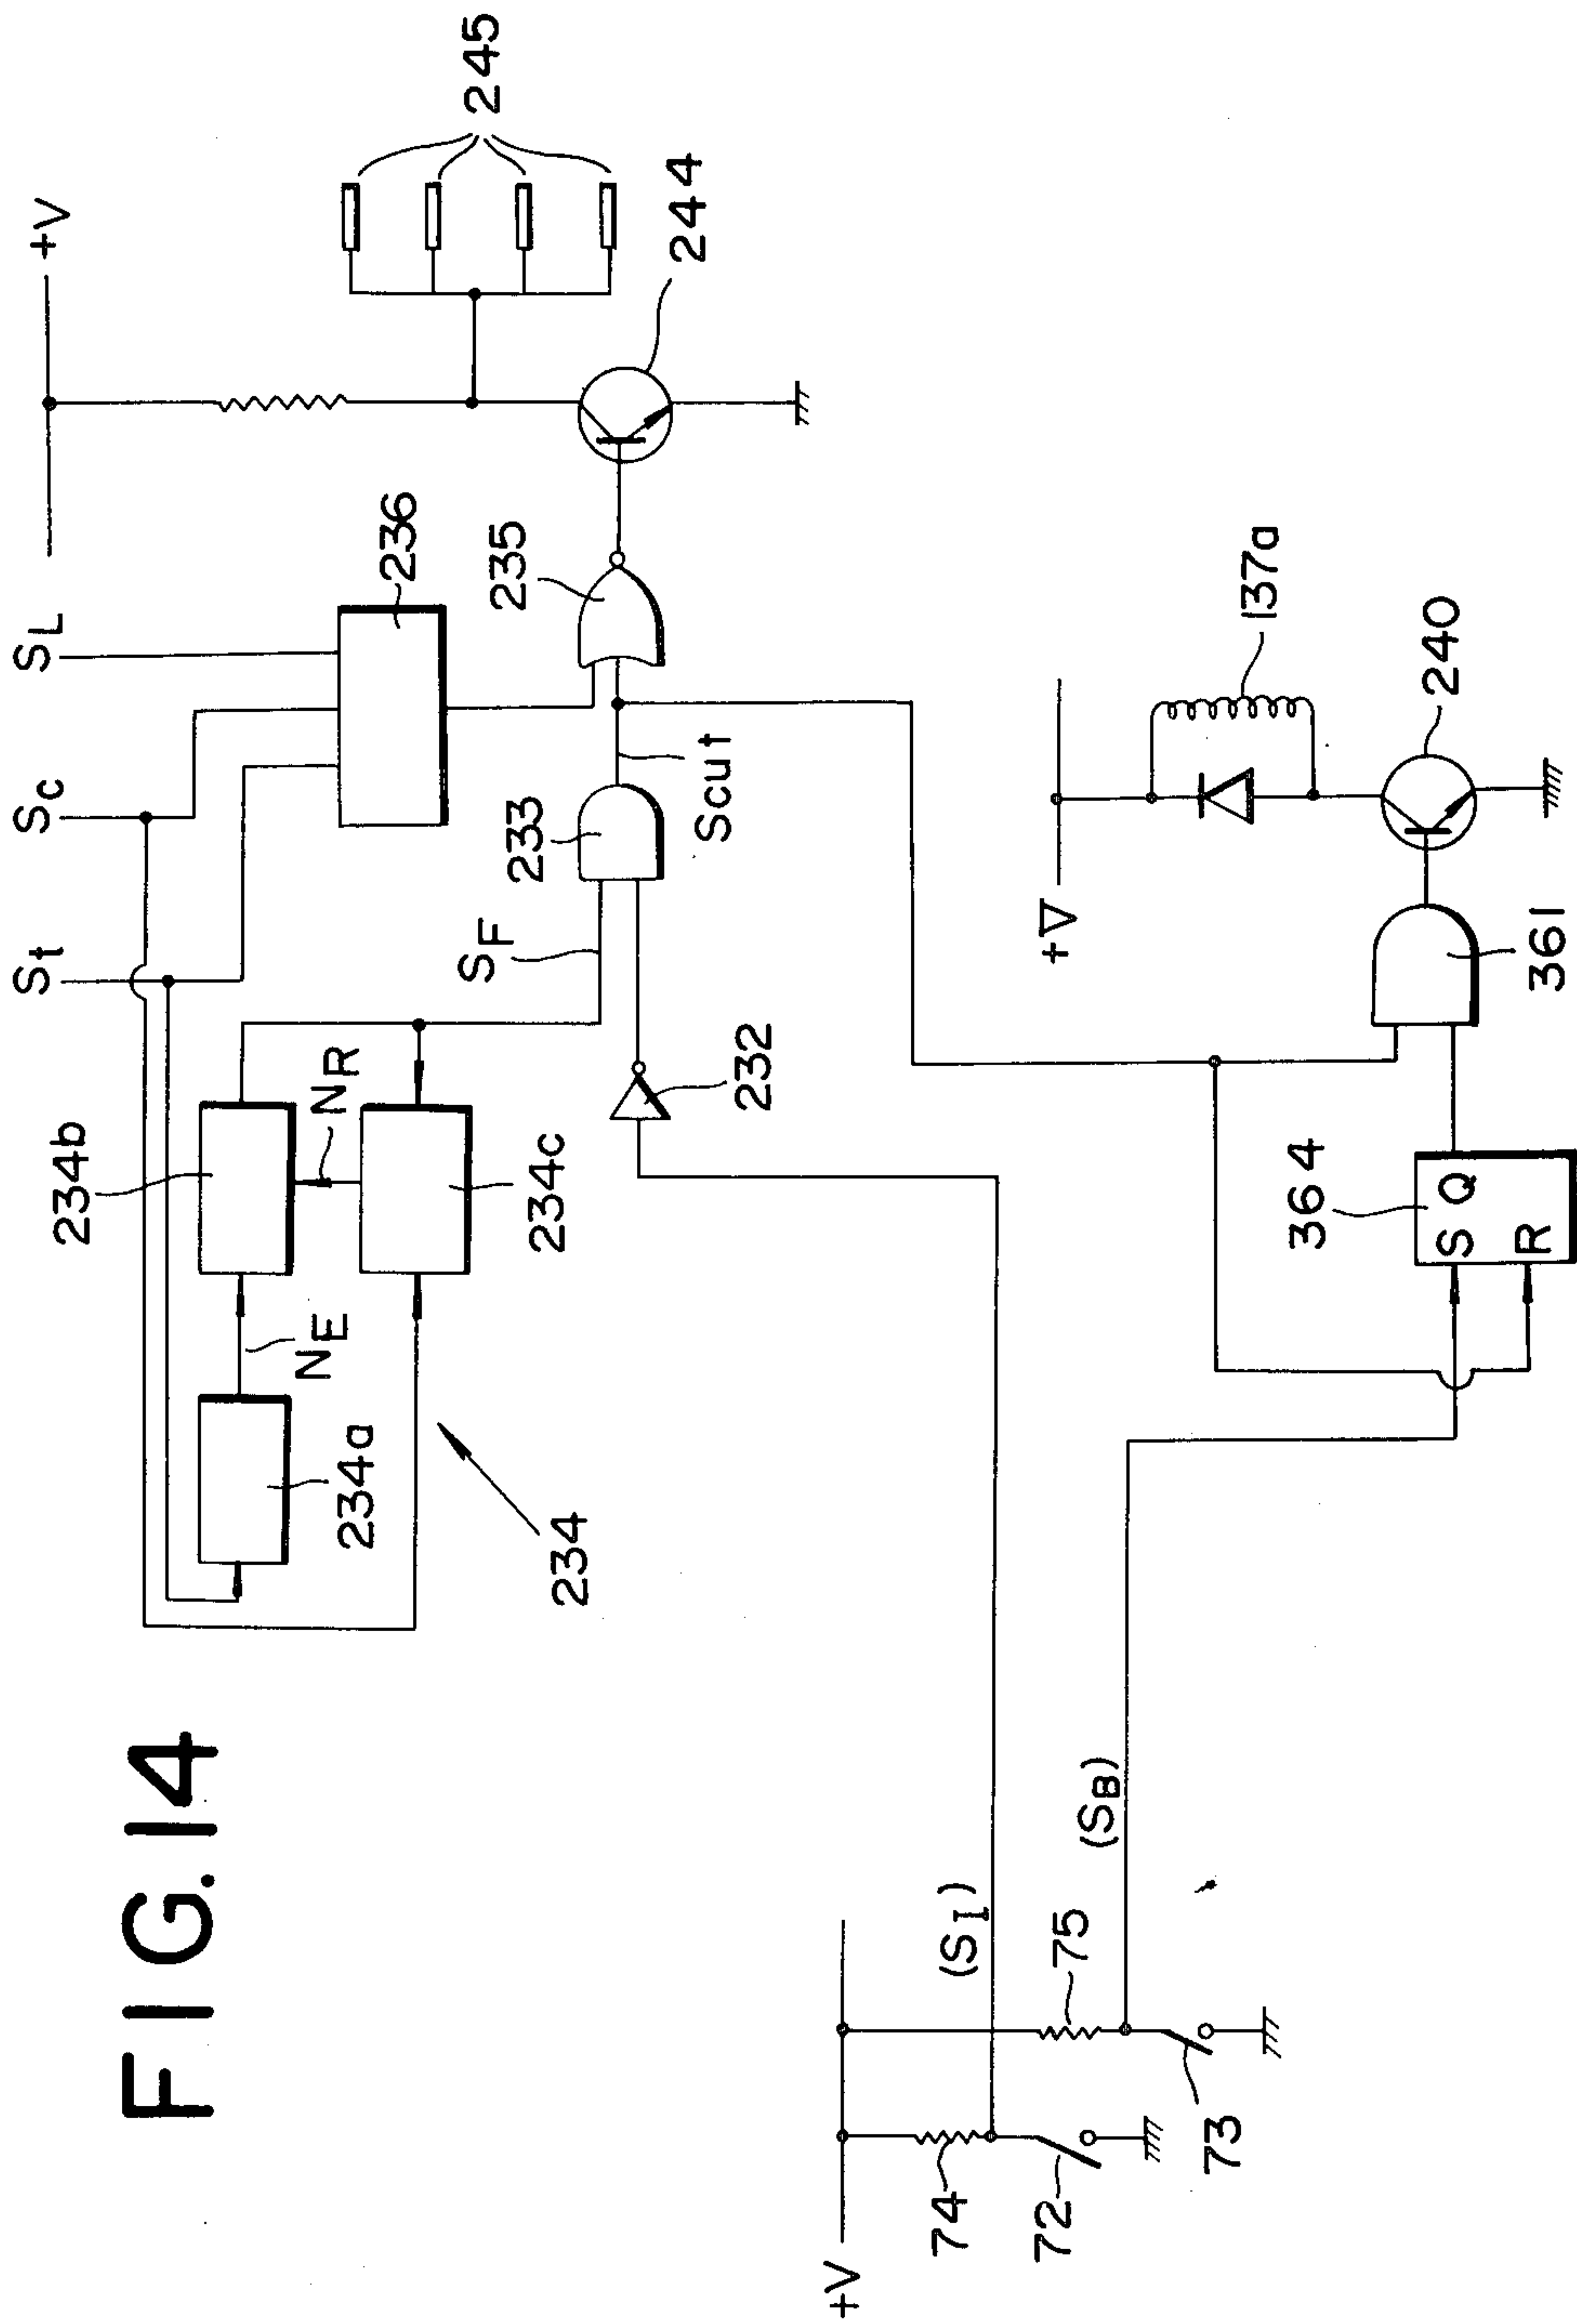 FIG.14
St
Sc
SL
+V
234b
NR
236
245
NE
234a
234c
SF
233
235
244
234
232
Scut
+V
137a
240
361
364
S Q
R
+V
(SI)
(SB)
74
75
72
73